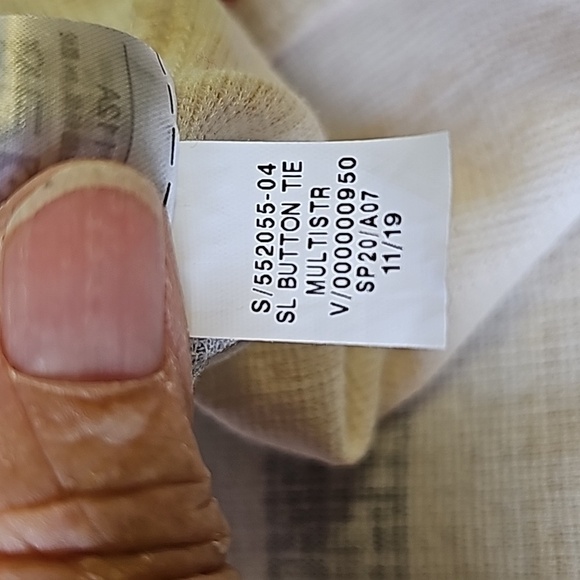 S/552055-04
SL BUTTON TIE
MULTISTR
V/000000950
SP20/A07
11/19